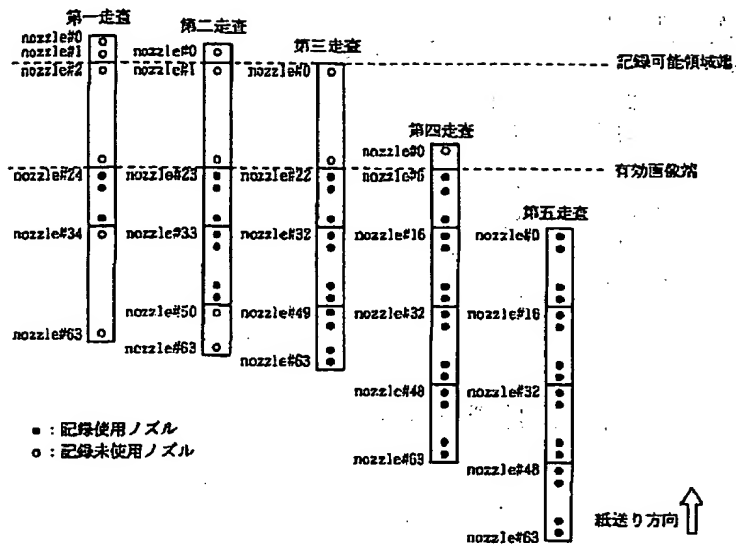 第一走査
nozzle#0
nozzle#1
nozzle#2
nozzle#24
nozzle#34
nozzle#63
第二走査
nozzle#0
nozzle#1
nozzle#23
nozzle#33
nozzle#50
nozzle#63
第三走査
nozzle#0
nozzle#22
nozzle#32
nozzle#49
nozzle#63
第四走査
nozzle#0
nozzle#6
nozzle#16
nozzle#32
nozzle#48
nozzle#63
第五走査
nozzle#0
nozzle#16
nozzle#32
nozzle#48
nozzle#63
記録可能領域端
有効画像端
●：記録使用ノズル
○：記録未使用ノズル
紙送り方向